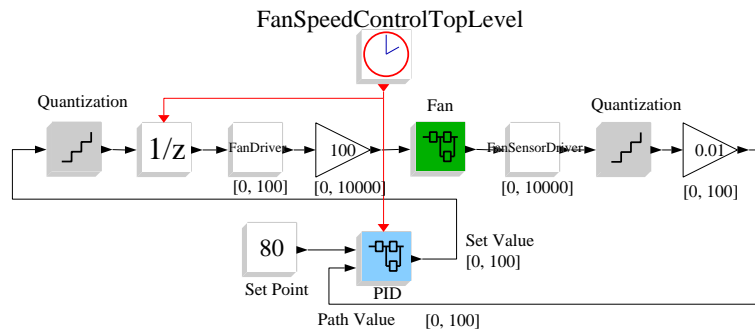 FanSpeedControlTopLevel
Quantization
Fan
Quantization
1/z
FanDriver
100
FanSensorDriver
0.01
[0, 100]
[0, 10000]
[0, 10000]
[0, 100]
80
Set Value
[0, 100]
Set Point
PID
Path Value
[0, 100]